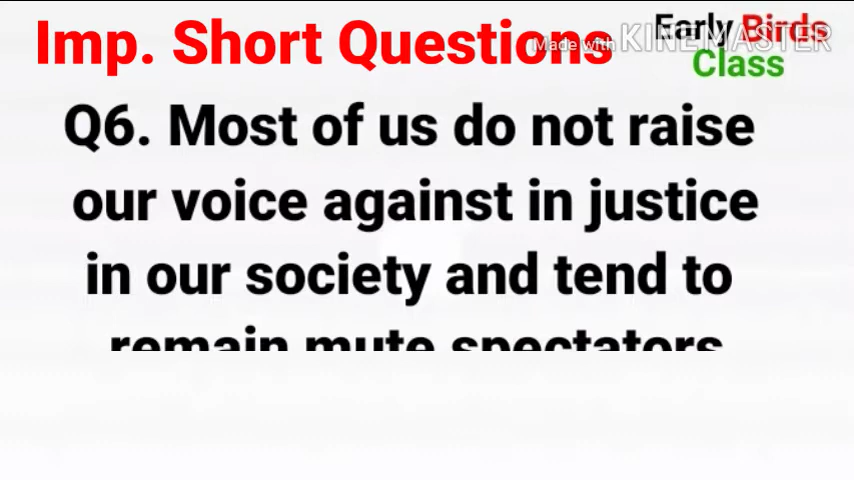 Imp. Short Questions
Early Birds
Made with KINEMASTER
Class
Q6. Most of us do not raise
our voice against in justice
in our society and tend to
remain mute spectators